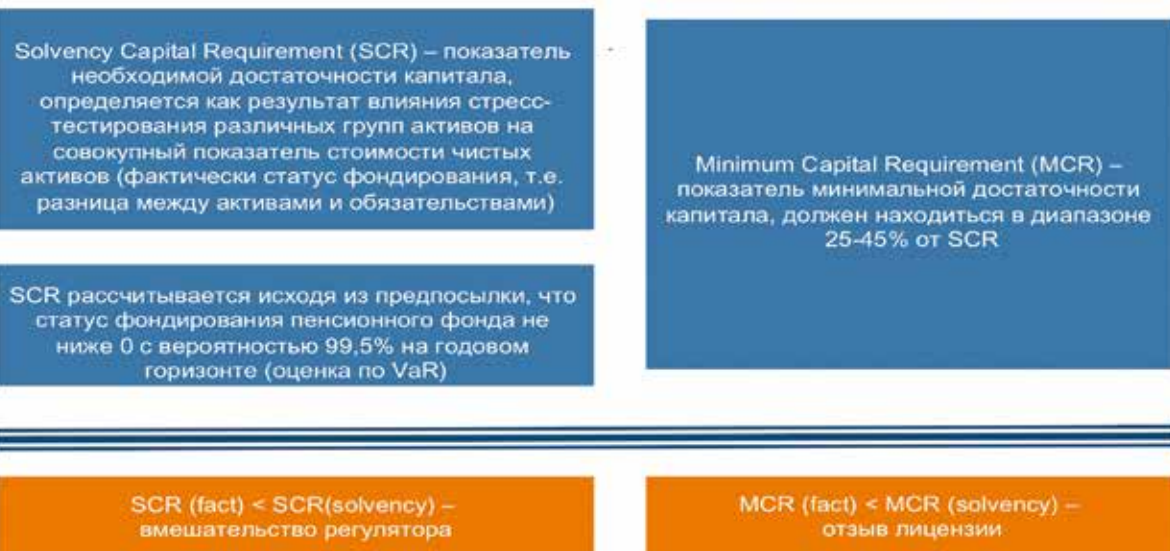 Solvency Capital Requirement (SCR) – показатель
необходимой достаточности капитала,
определяется как результат влияния стресс-
тестирования различных групп активов на
совокупный показатель стоимости чистых
активов (фактически статус фондирования, т.е.
разница между активами и обязательствами)
SCR рассчитывается исходя из предпосылки, что
статус фондирования пенсионного фонда не
ниже 0 с вероятностью 99,5% на годовом
горизонте (оценка по VaR)
Minimum Capital Requirement (MCR) –
показатель минимальной достаточности
капитала, должен находиться в диапазоне
25-45% от SCR
SCR (fact) < SCR(solvency) –
вмешательство регулятора
MCR (fact) < MCR (solvency) –
отзыв лицензии